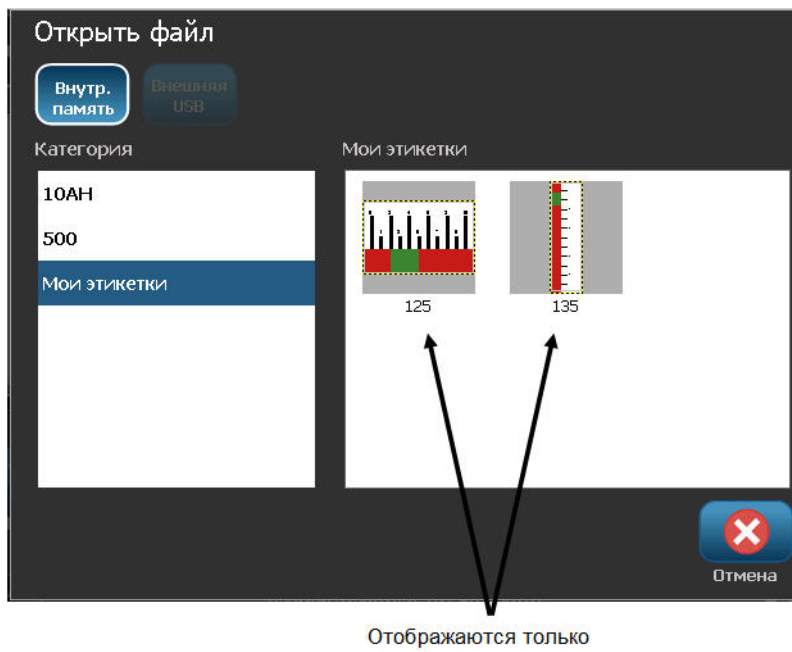 Открыть файл
Внутр.
память
Внешняя
USB
Категория
Мои этикетки
10AH
500
Мои этикетки
125
135
Отмена
Отображаются только